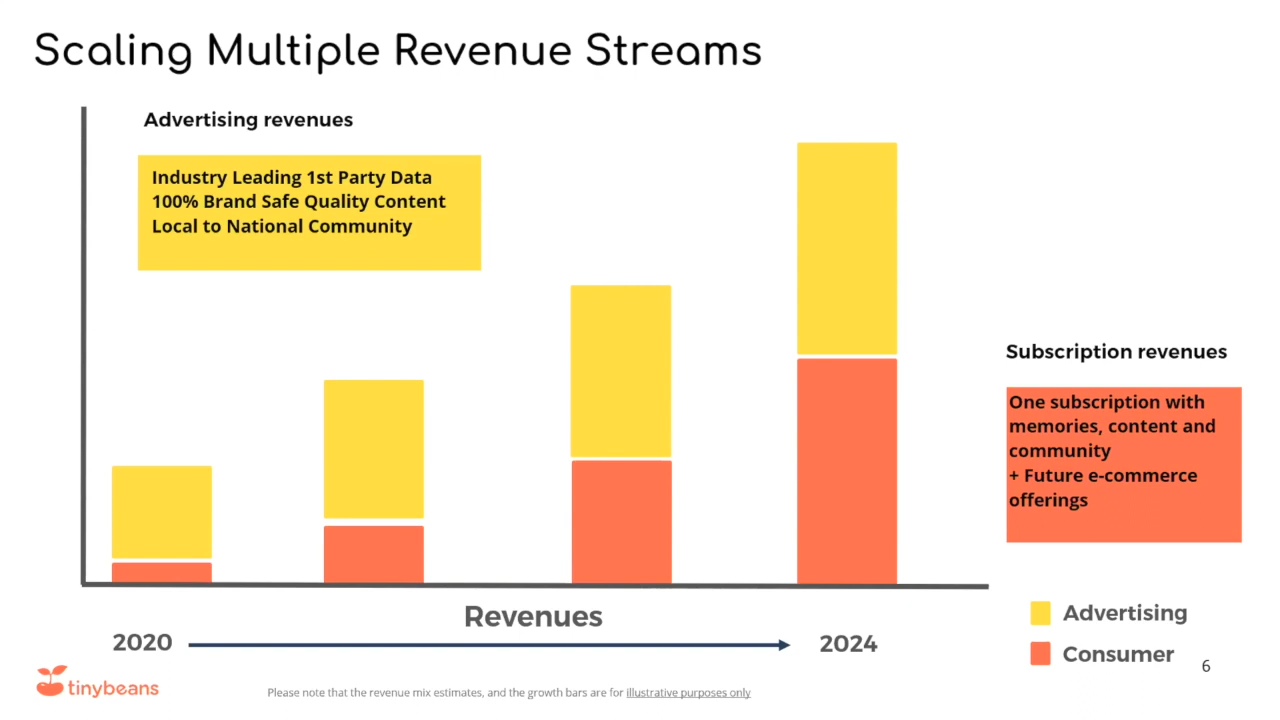 Scaling Multiple Revenue Streams
Advertising revenues
Industry Leading 1st Party Data
100% Brand Safe Quality Content
Local to National Community
Subscription revenues
One subscription with
memories, content and
community
+ Future e-commerce
offerings
Revenues
2020
2024
Advertising
Consumer
6
tinybeans
Please note that the revenue mix estimates, and the growth bars are for illustrative purposes only